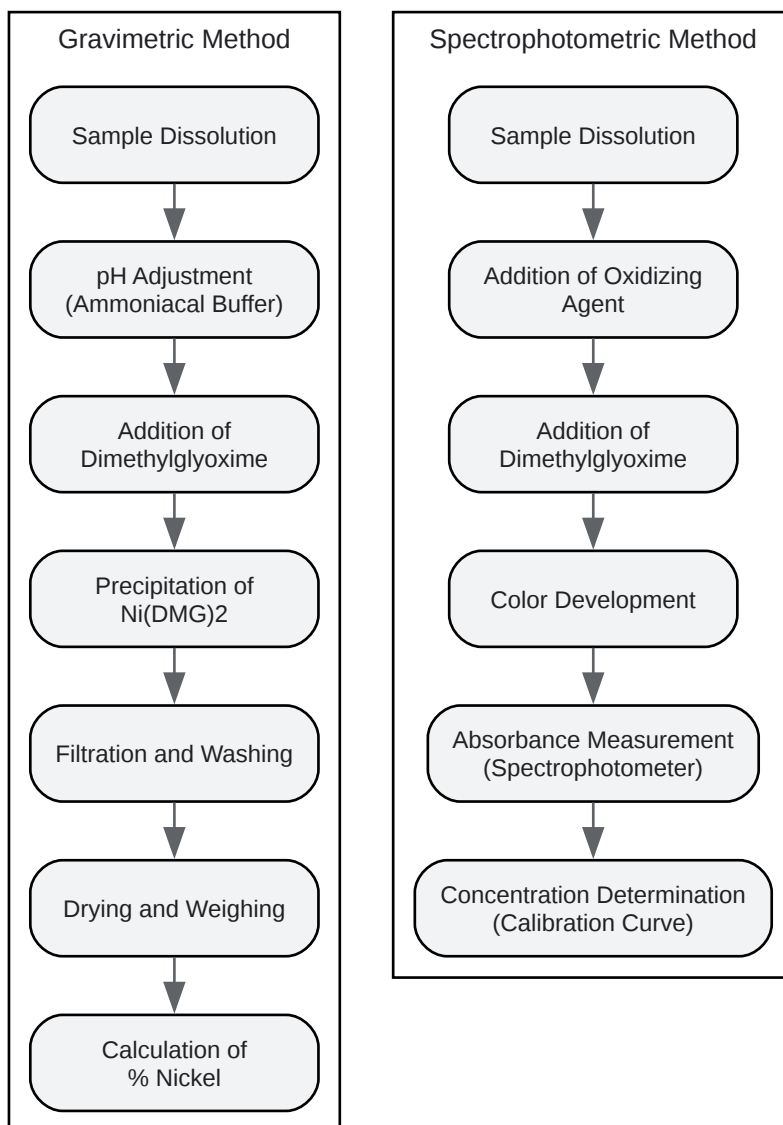 Gravimetric Method
Sample Dissolution
pH Adjustment
(Ammoniacal Buffer)
Addition of
Dimethylglyoxime
Precipitation of
Ni(DMG)2
Filtration and Washing
Drying and Weighing
Calculation of
% Nickel
Spectrophotometric Method
Sample Dissolution
Addition of Oxidizing
Agent
Addition of
Dimethylglyoxime
Color Development
Absorbance Measurement
(Spectrophotometer)
Concentration Determination
(Calibration Curve)